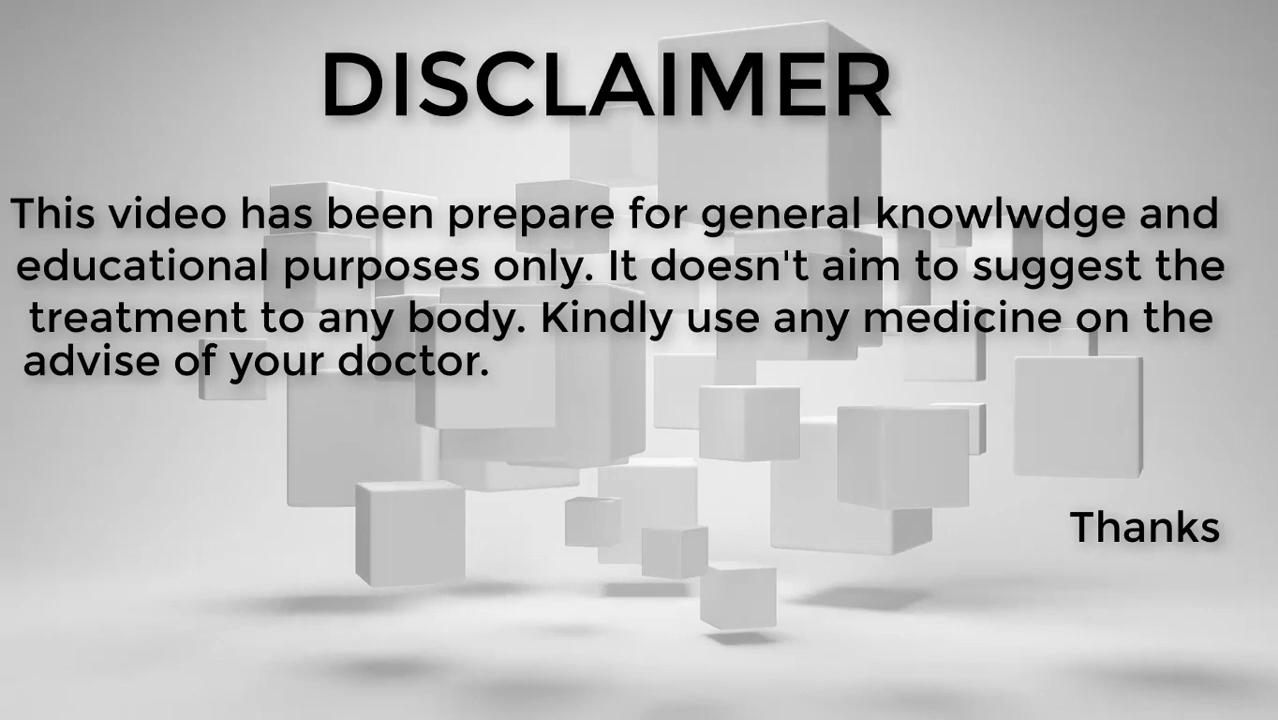 DISCLAIMER
This video has been prepare for general knowlwdge and
educational purposes only. It doesn't aim to suggest the
treatment to any body. Kindly use any medicine on the
advise of your doctor.
Thanks